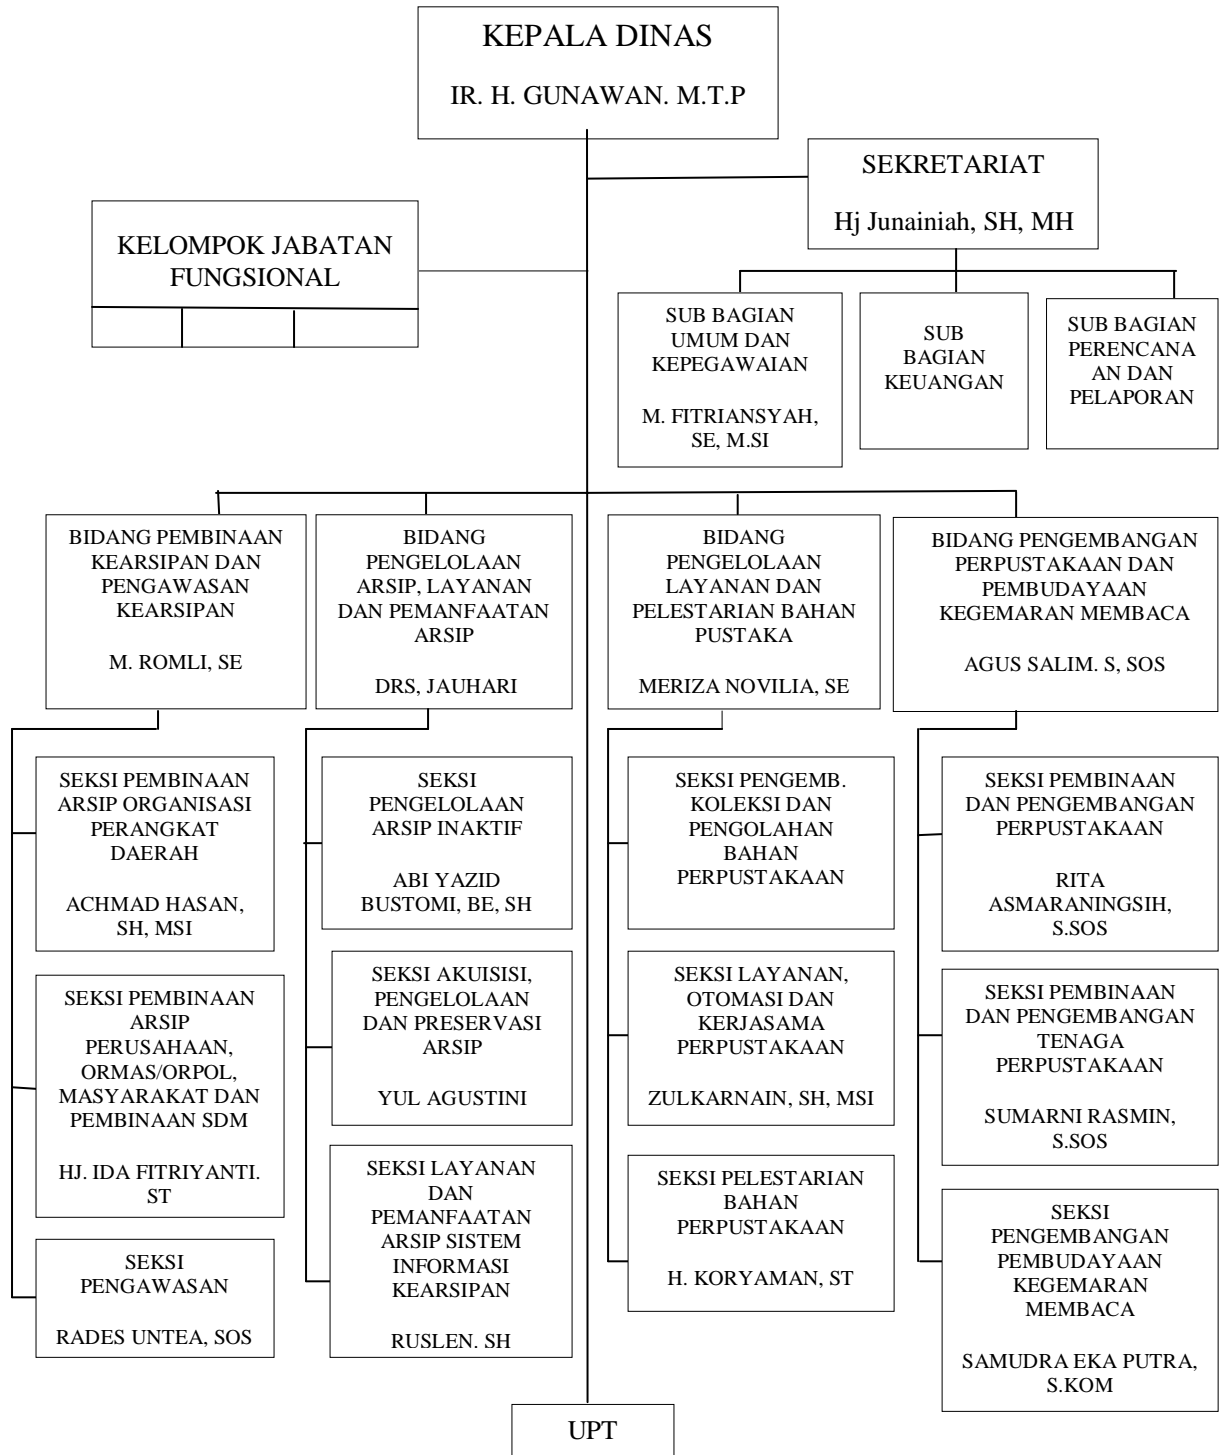 KEPALA DINAS
IR. H. GUNAWAN. M.T.P
SEKRETARIAT
Hj Junainiah, SH, MH
KELOMPOK JABATAN
FUNGSIONAL
SUB BAGIAN
UMUM DAN
KEPEGAWAIAN
M. FITRIANSYAH,
SE, M.SI
SUB
BAGIAN
KEUANGAN
SUB BAGIAN
PERENCANA
AN DAN
PELAPORAN
BIDANG PEMBINAAN
KEARSIPAN DAN
PENGAWASAN
KEARSIPAN
M. ROMLI, SE
BIDANG
PENGELOLAAN
ARSIP, LAYANAN
DAN PEMANFAATAN
ARSIP
DRS, JAUHARI
BIDANG
PENGELOLAAN
LAYANAN DAN
PELESTARIAN BAHAN
PUSTAKA
MERIZA NOVILIA, SE
BIDANG PENGEMBANGAN
PERPUSTAKAAN DAN
PEMBUDAYAAN
KEGEMARAN MEMBACA
AGUS SALIM. S, SOS
SEKSI PEMBINAAN
ARSIP ORGANISASI
PERANGKAT
DAERAH
ACHMAD HASAN,
SH, MSI
SEKSI PEMBINAAN
ARSIP
PERUSAHAAN,
ORMAS/ORPOL,
MASYARAKAT DAN
PEMBINAAN SDM
HJ. IDA FITRIYANTI.
ST
SEKSI
PENGAWASAN
RADES UNTEA, SOS
SEKSI
PENGELOLAAN
ARSIP INAKTIF
ABI YAZID
BUSTOMI, BE, SH
SEKSI AKUISISI,
PENGELOLAAN
DAN PRESERVASI
ARSIP
YUL AGUSTINI
SEKSI LAYANAN
DAN
PEMANFAATAN
ARSIP SISTEM
INFORMASI
KEARSIPAN
RUSLEN. SH
SEKSI PENGEMB.
KOLEKSI DAN
PENGOLAHAN
BAHAN
PERPUSTAKAAN
SEKSI LAYANAN,
OTOMASI DAN
KERJASAMA
PERPUSTAKAAN
ZULKARNAIN, SH, MSI
SEKSI PELESTARIAN
BAHAN
PERPUSTAKAAN
H. KORYAMAN, ST
SEKSI PEMBINAAN
DAN PENGEMBANGAN
PERPUSTAKAAN
RITA
ASMARANINGSIH,
S.SOS
SEKSI PEMBINAAN
DAN PENGEMBANGAN
TENAGA
PERPUSTAKAAN
SUMARNI RASMIN,
S.SOS
SEKSI
PENGEMBANGAN
PEMBUDAYAAN
KEGEMARAN
MEMBACA
SAMUDRA EKA PUTRA,
S.KOM
UPT